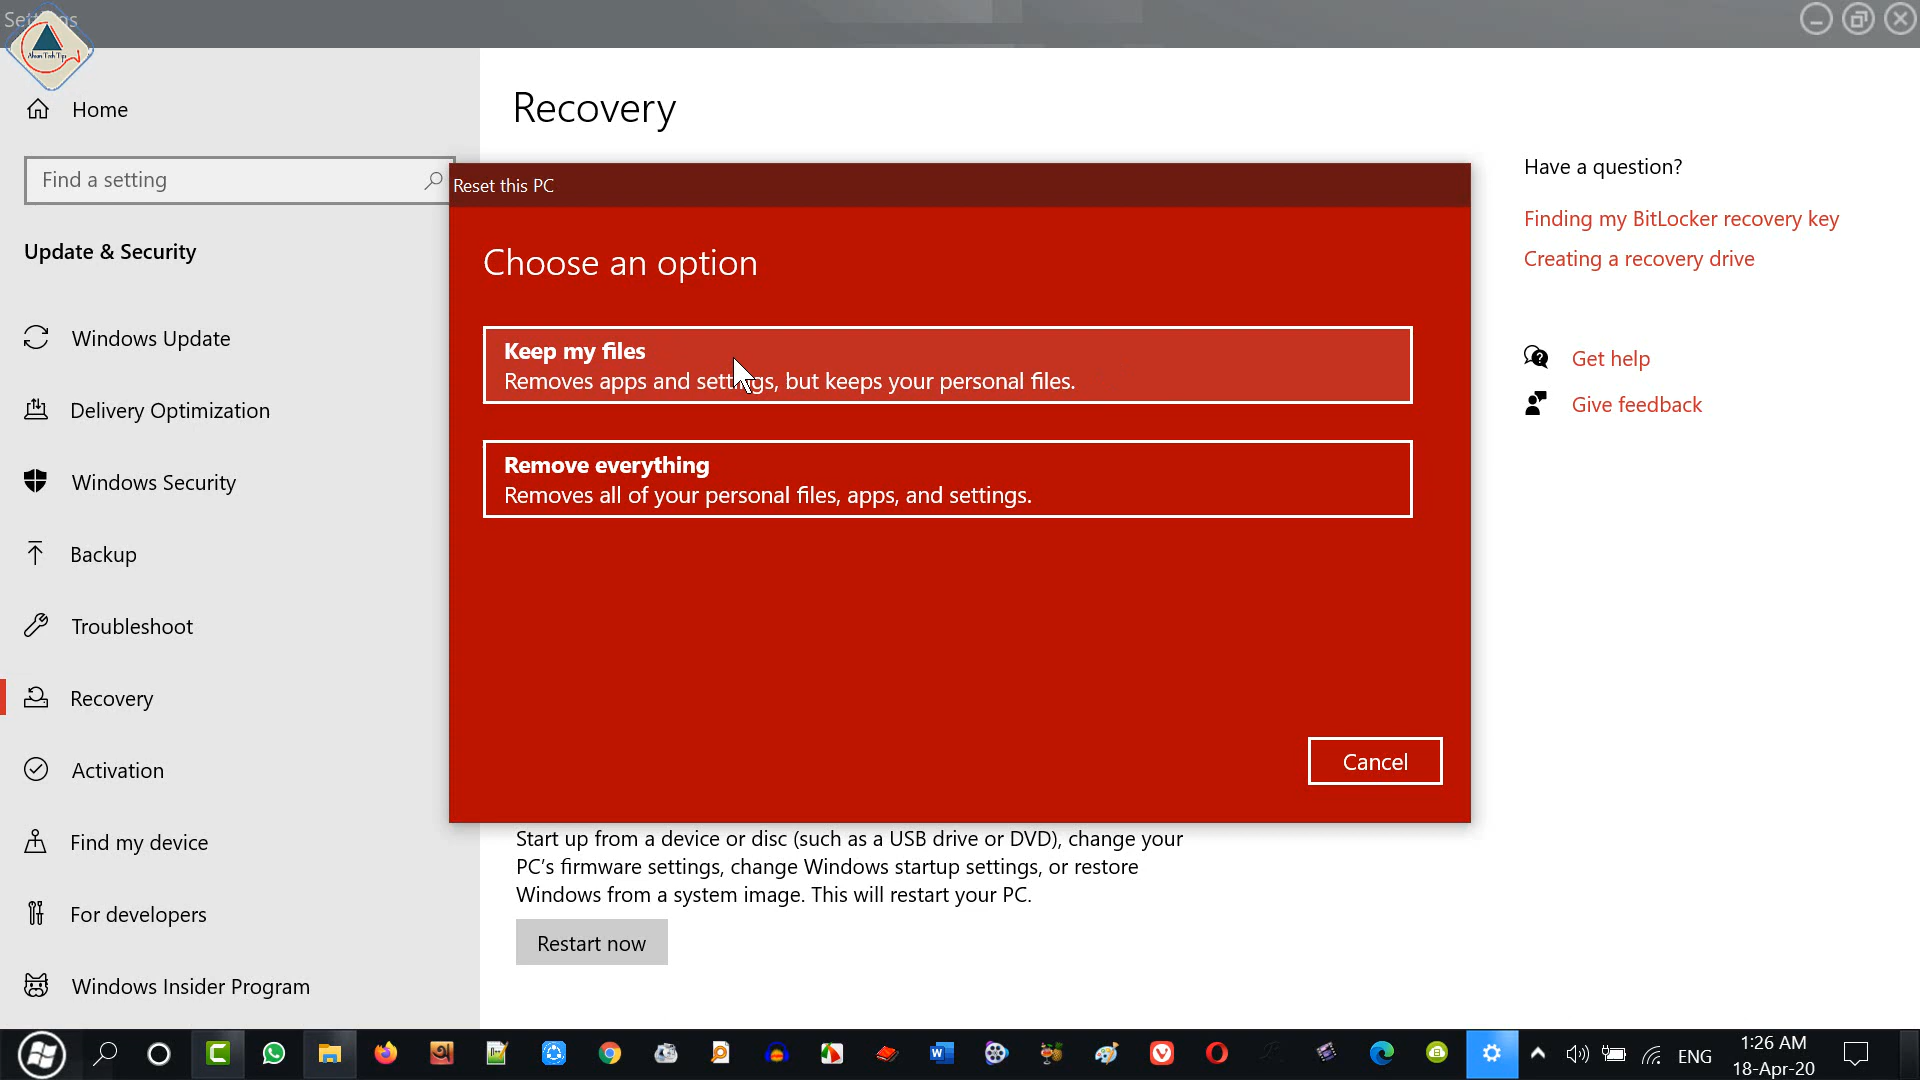 Settings
Ahsan Tech Tips
Home
Find a setting
Update & Security
Windows Update
Delivery Optimization
Windows Security
Backup
Troubleshoot
Recovery
Activation
Find my device
For developers
Windows Insider Program
Recovery
Reset this PC
Choose an option
Keep my files
Removes apps and settings, but keeps your personal files.
Remove everything
Removes all of your personal files, apps, and settings.
Cancel
Start up from a device or disc (such as a USB drive or DVD), change your
PC's firmware settings, change Windows startup settings, or restore
Windows from a system image. This will restart your PC.
Restart now
Have a question?
Finding my BitLocker recovery key
Creating a recovery drive
Get help
Give feedback
ENG
1:26 AM
18-Apr-20